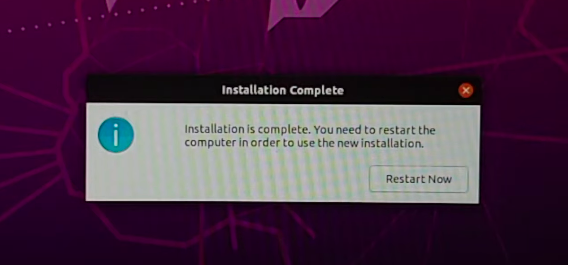 Installation Complete
Installation is complete. You need to restart the
computer in order to use the new installation.
Restart Now